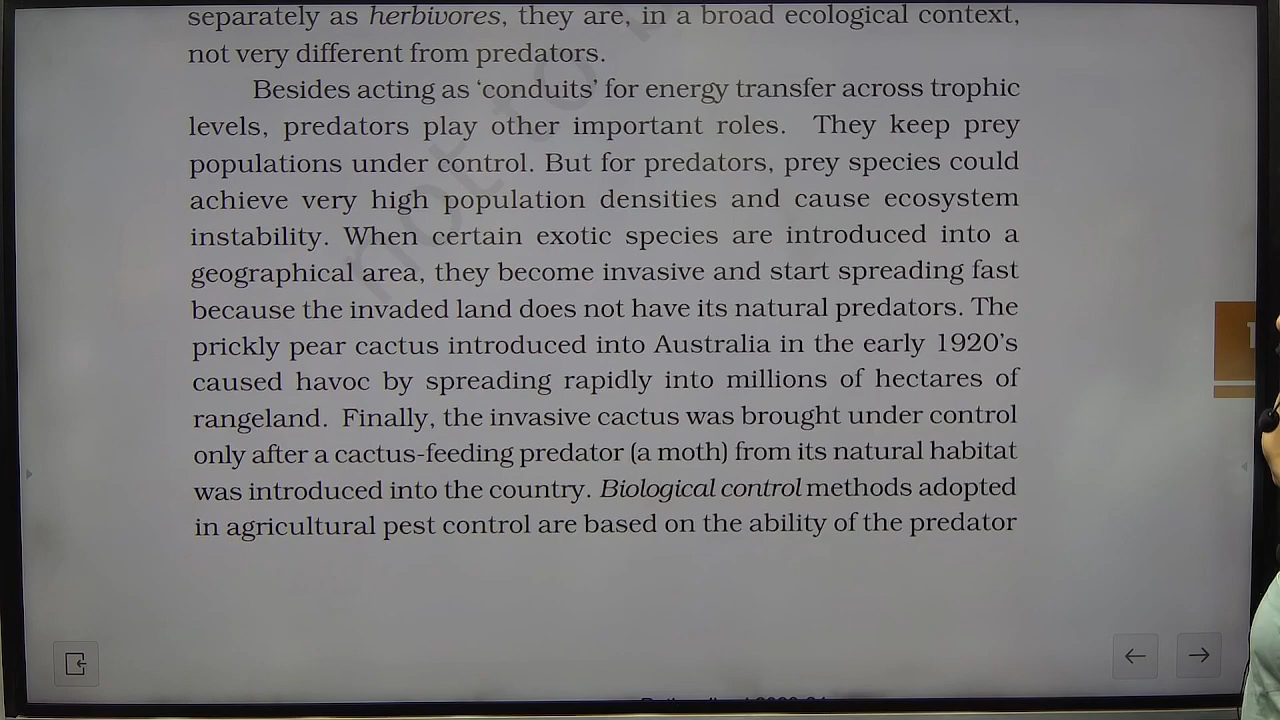 separately as herbivores, they are, in a broad ecological context,
not very different from predators.
Besides acting as ‘conduits’ for energy transfer across trophic
levels, predators play other important roles. They keep prey
populations under control. But for predators, prey species could
achieve very high population densities and cause ecosystem
instability. When certain exotic species are introduced into a
geographical area, they become invasive and start spreading fast
because the invaded land does not have its natural predators. The
prickly pear cactus introduced into Australia in the early 1920’s
caused havoc by spreading rapidly into millions of hectares of
rangeland. Finally, the invasive cactus was brought under control
only after a cactus-feeding predator (a moth) from its natural habitat
was introduced into the country. Biological control methods adopted
in agricultural pest control are based on the ability of the predator